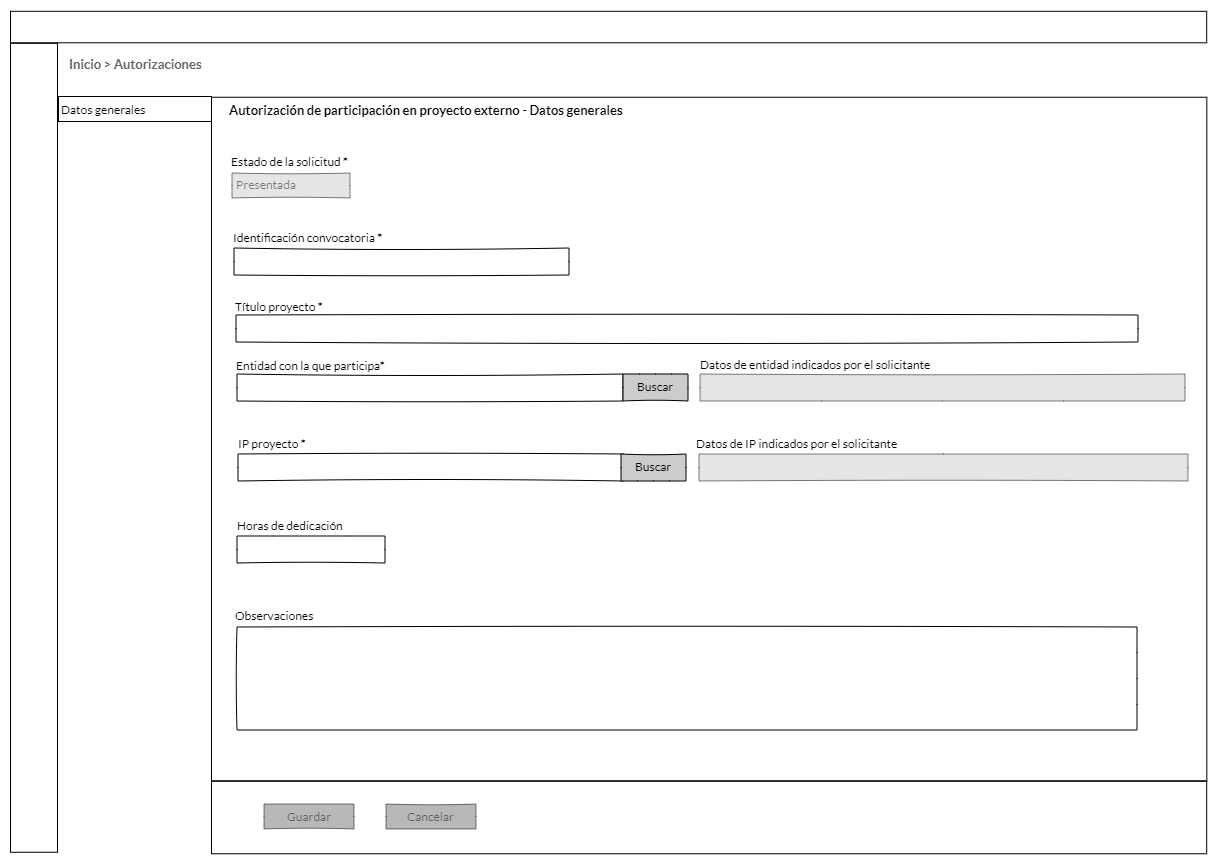 Inicio > Autorizaciones
Datos generales
Autorización de participación en proyecto externo - Datos generales
Estado de la solicitud *
Presentada
Identificación convocatoria *
Título proyecto *
Entidad con la que participa*
Datos de entidad indicados por el solicitante
Buscar
IP proyecto *
Datos de IP indicados por el solicitante
Buscar
Horas de dedicación
Observaciones
Guardar
Cancelar